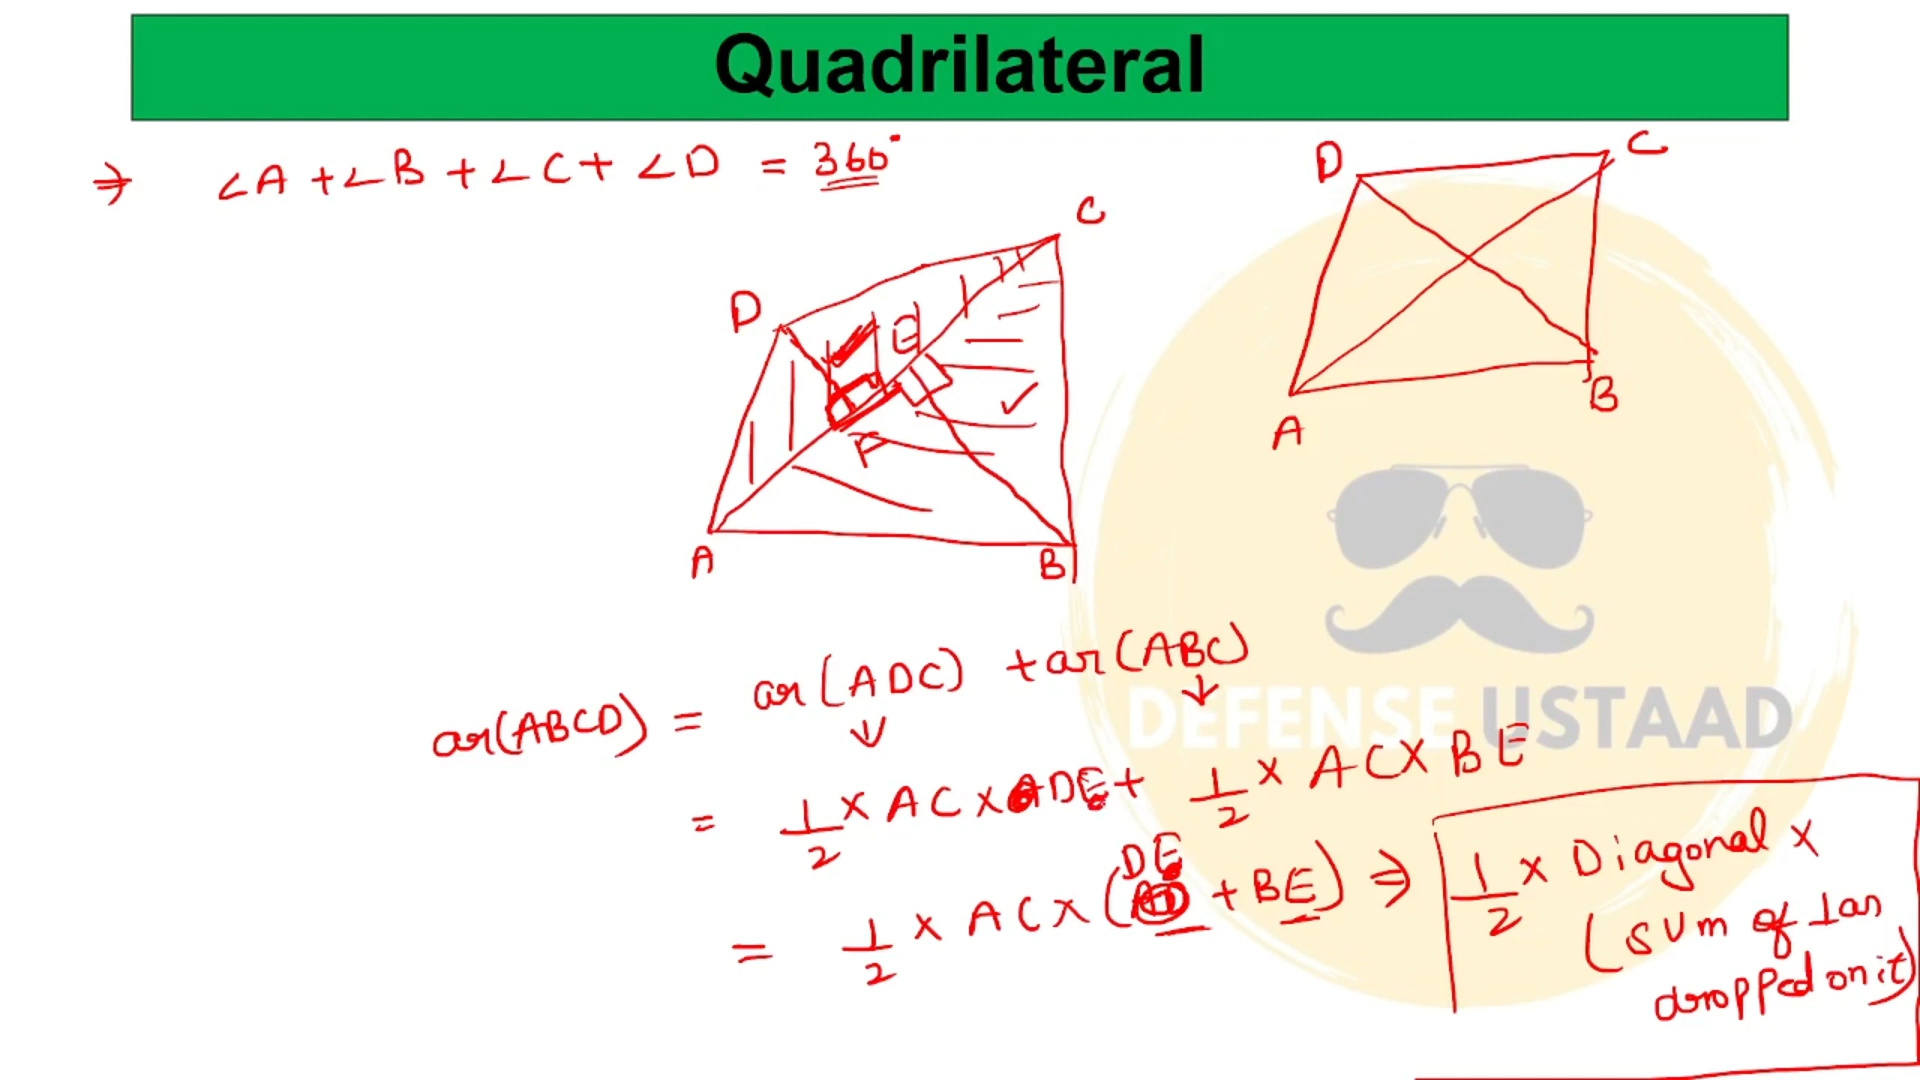 Quadrilateral
⇒ ∠A + ∠B + ∠C + ∠D = 360°
D C
A B
D C
E
F
A B
ar(ABCD) = ar(ADC) + ar(ABC)
= 1/2 × AC × DE + 1/2 × AC × BE
= 1/2 × AC × (DE + BE) ⇒ 1/2 × Diagonal ×
(sum of ⊥as
dropped on it)
DEFENSE USTAAD